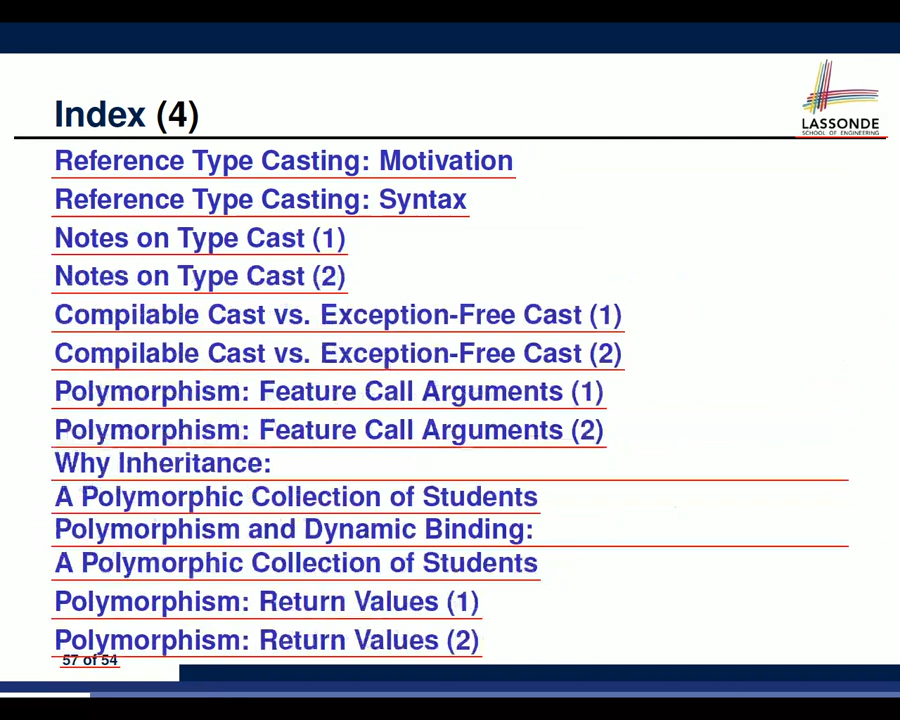 Index (4)
LASSONDE
SCHOOL OF ENGINEERING
Reference Type Casting: Motivation
Reference Type Casting: Syntax
Notes on Type Cast (1)
Notes on Type Cast (2)
Compilable Cast vs. Exception-Free Cast (1)
Compilable Cast vs. Exception-Free Cast (2)
Polymorphism: Feature Call Arguments (1)
Polymorphism: Feature Call Arguments (2)
Why Inheritance:
A Polymorphic Collection of Students
Polymorphism and Dynamic Binding:
A Polymorphic Collection of Students
Polymorphism: Return Values (1)
Polymorphism: Return Values (2)
57 of 54